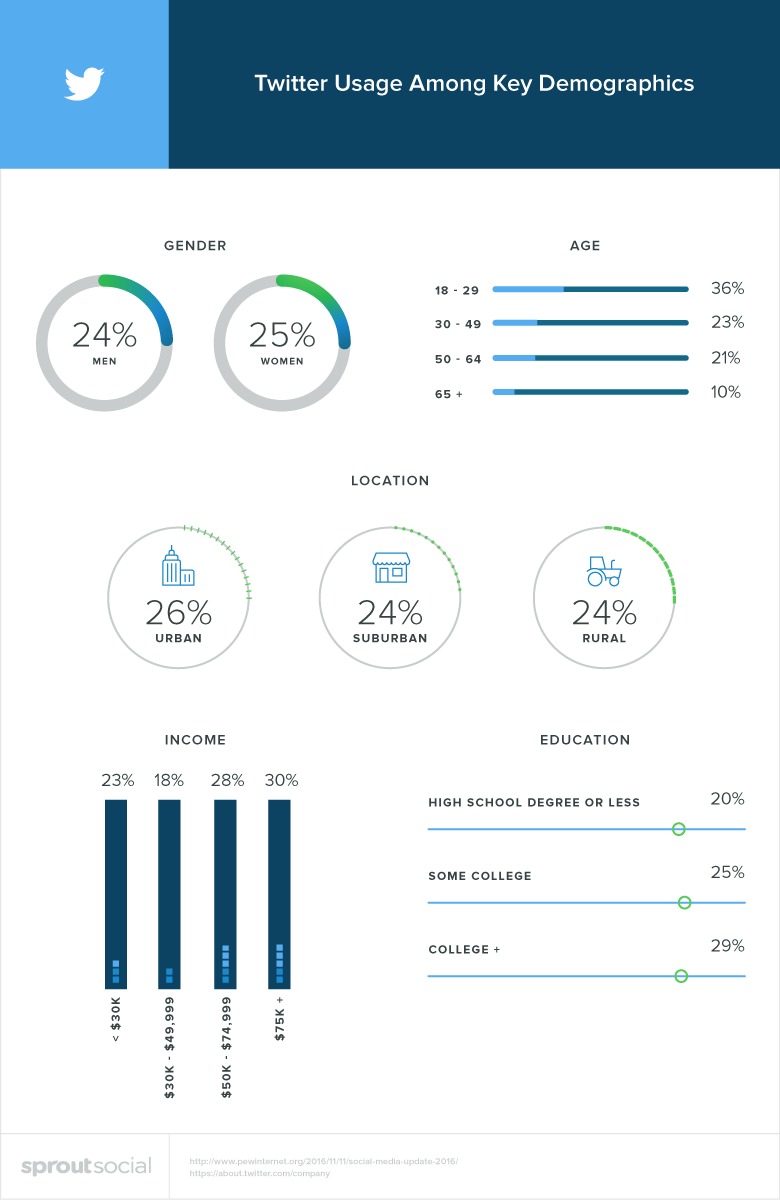 Twitter Usage Among Key Demographics
GENDER
24%
MEN
25%
WOMEN
AGE
18 - 29 36%
30 - 49 23%
50 - 64 21%
65 + 10%
LOCATION
26%
URBAN
24%
SUBURBAN
24%
RURAL
INCOME
23% 18% 28% 30%
< $30K
$30K - $49,999
$50K - $74,999
$75K +
EDUCATION
HIGH SCHOOL DEGREE OR LESS 20%
SOME COLLEGE 25%
COLLEGE + 29%
sproutsocial
http://www.pewinternet.org/2016/11/11/social-media-update-2016/
https://about.twitter.com/company